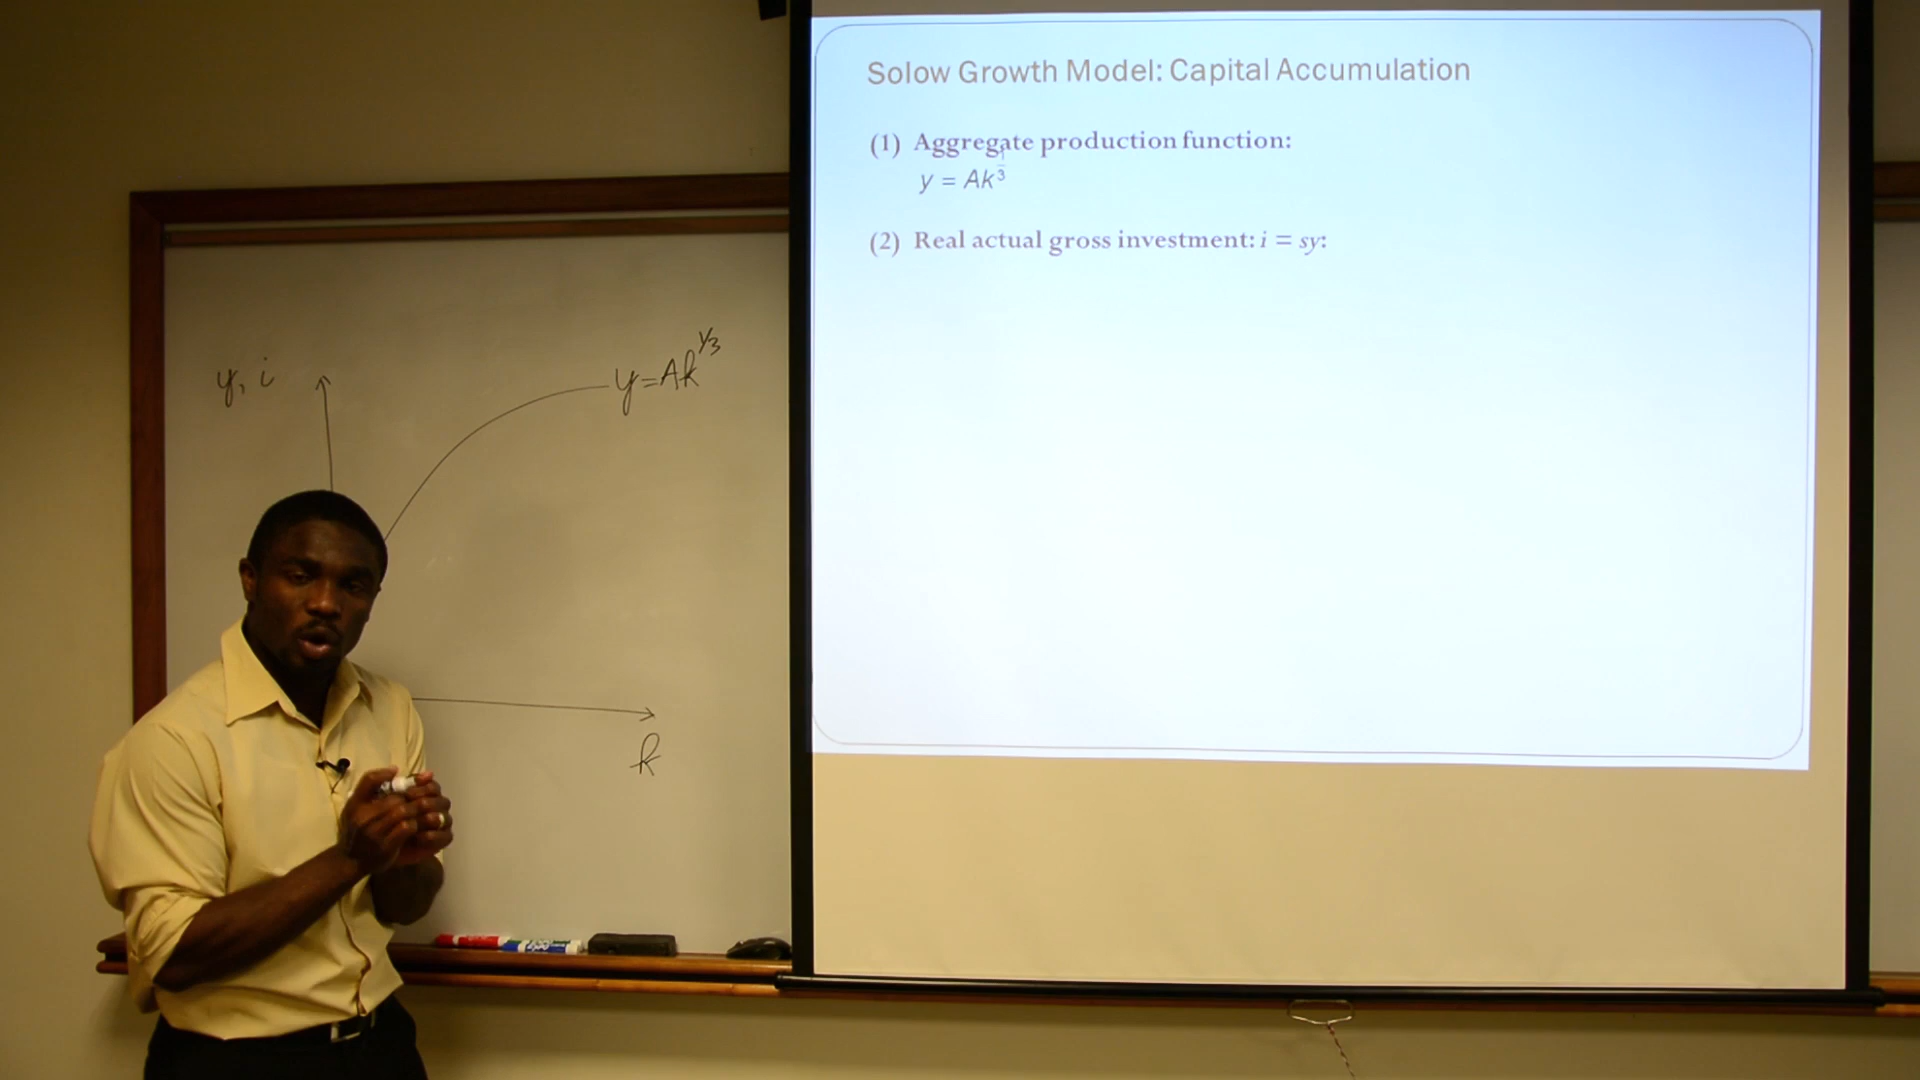 Solow Growth Model: Capital Accumulation
(1) Aggregate production function:
y = Ak^{1/3}
(2) Real actual gross investment: i = sy:
y, i
y=Ak^{1/3}
k